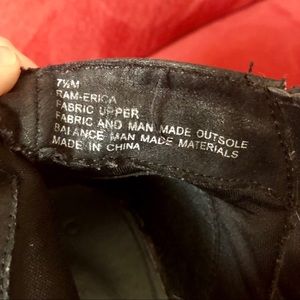 7½M
RAM-ERICA
FABRIC UPPER
FABRIC AND MAN MADE OUTSOLE
BALANCE MAN MADE MATERIALS
MADE IN CHINA